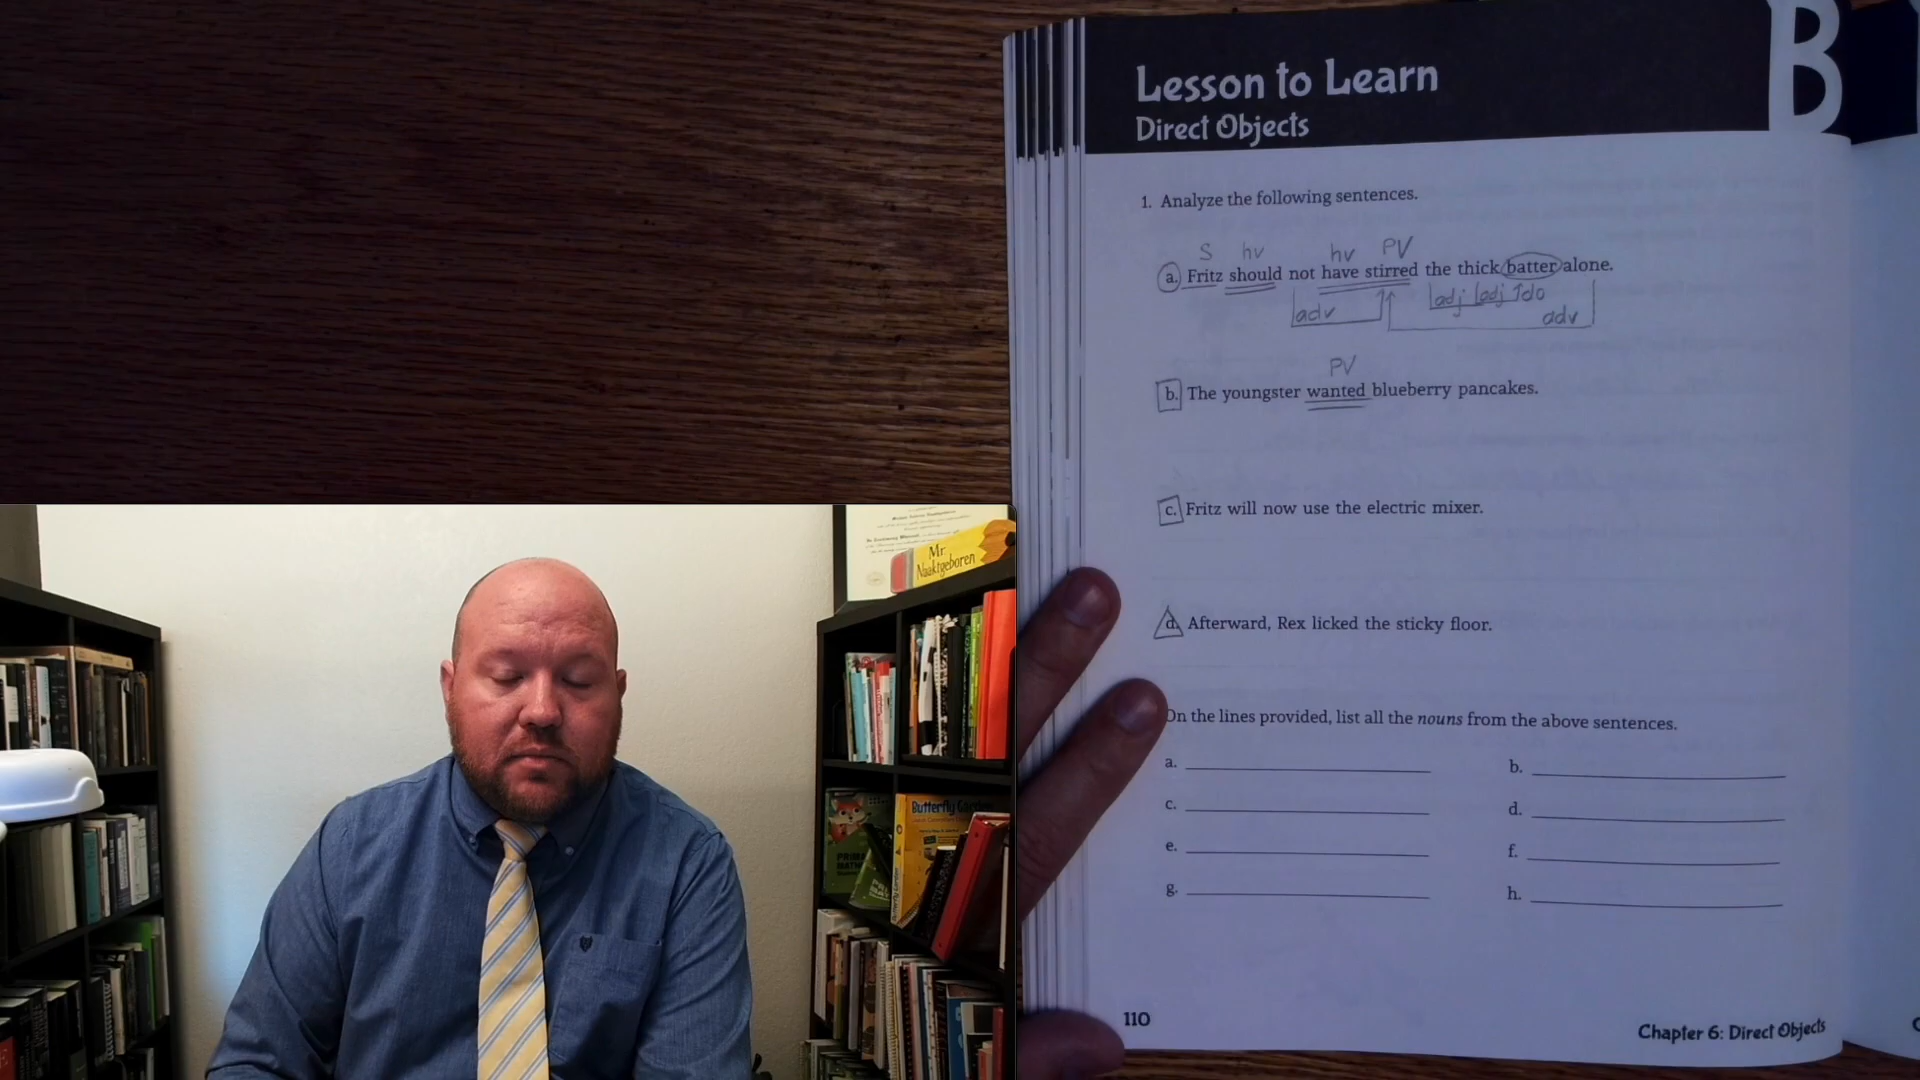 B
Lesson to Learn
Direct Objects
1. Analyze the following sentences.
S hv hv PV
a. Fritz should not have stirred the thick batter alone.
adj adj do
adv adv
PV
b. The youngster wanted blueberry pancakes.
c. Fritz will now use the electric mixer.
d. Afterward, Rex licked the sticky floor.
On the lines provided, list all the nouns from the above sentences.
a. b.
c. d.
e. f.
g. h.
110
Chapter 6: Direct Objects
Mr.
Naaktgeboren
Butterfly Garden